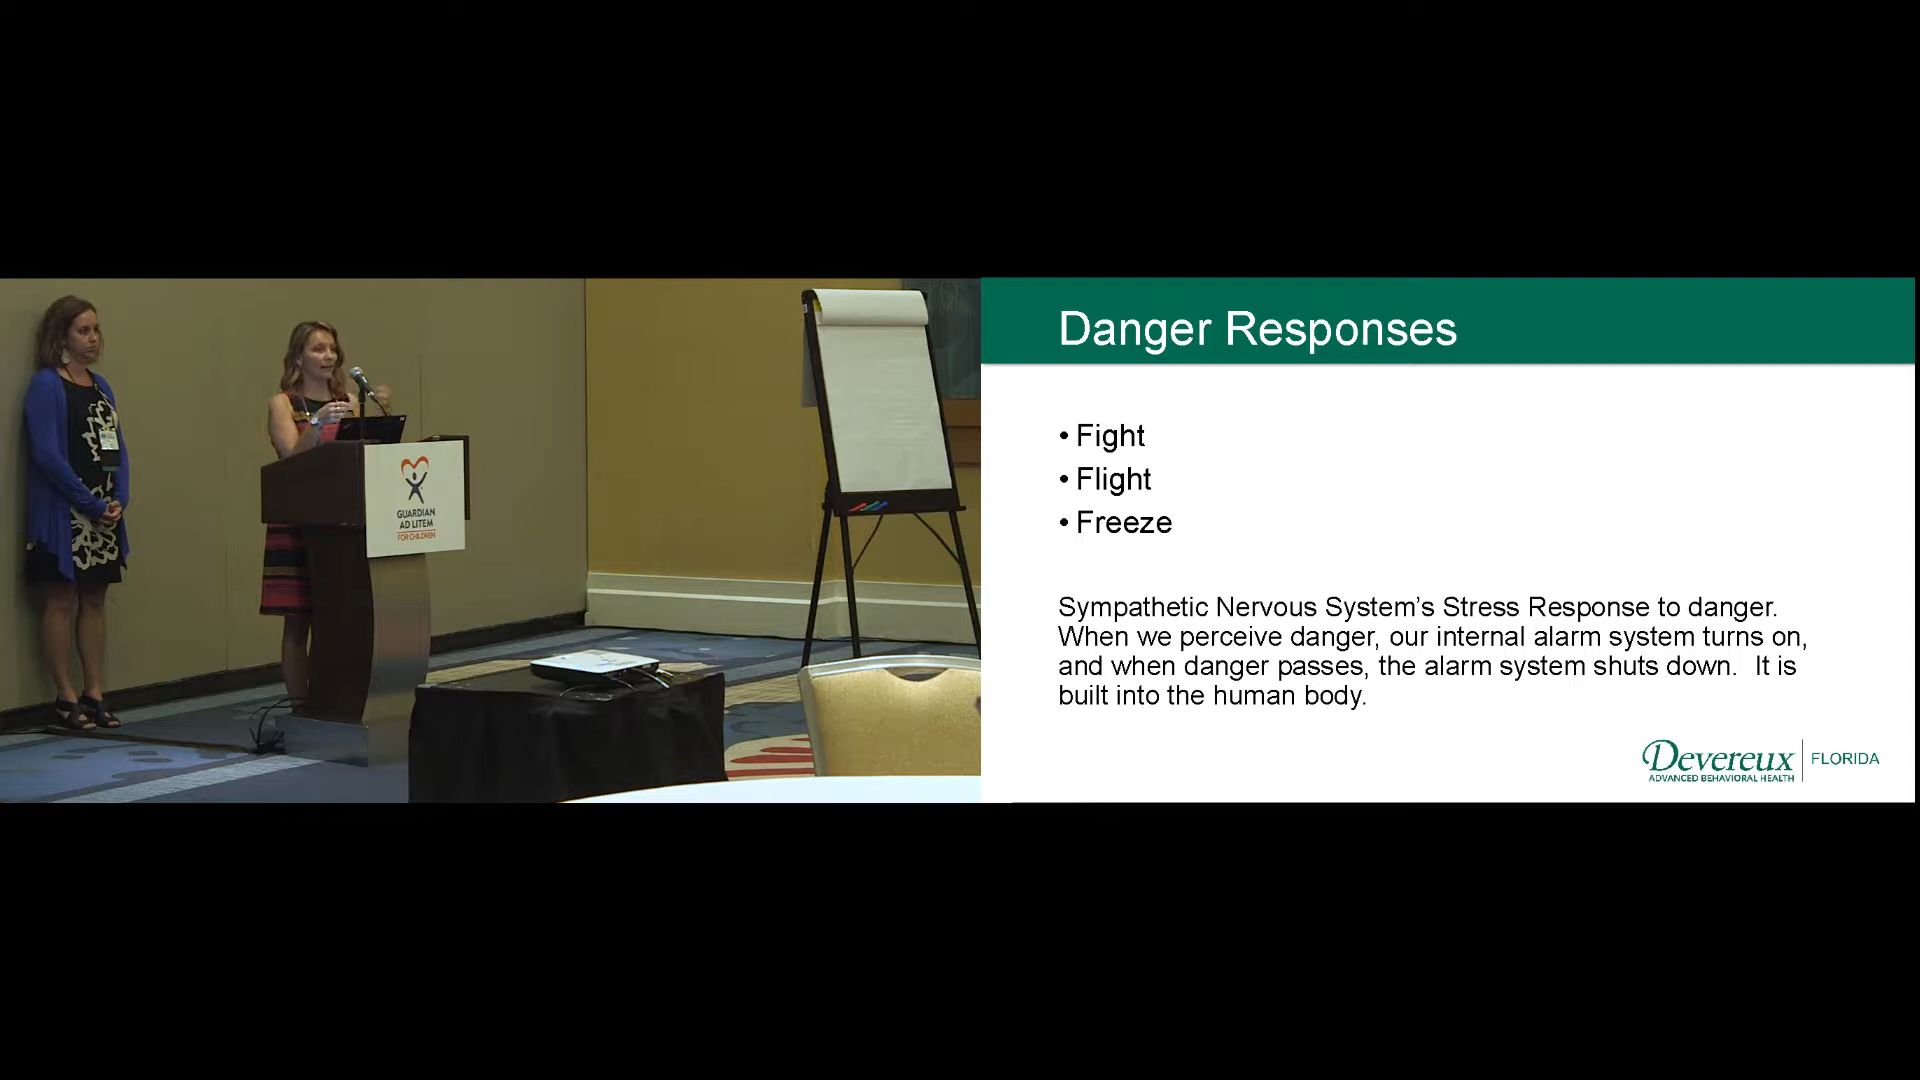 GUARDIAN
AD LITEM
FOR CHILDREN
Danger Responses
• Fight
• Flight
• Freeze
Sympathetic Nervous System’s Stress Response to danger.
When we perceive danger, our internal alarm system turns on,
and when danger passes, the alarm system shuts down.  It is
built into the human body.
Devereux
ADVANCED BEHAVIORAL HEALTH
FLORIDA